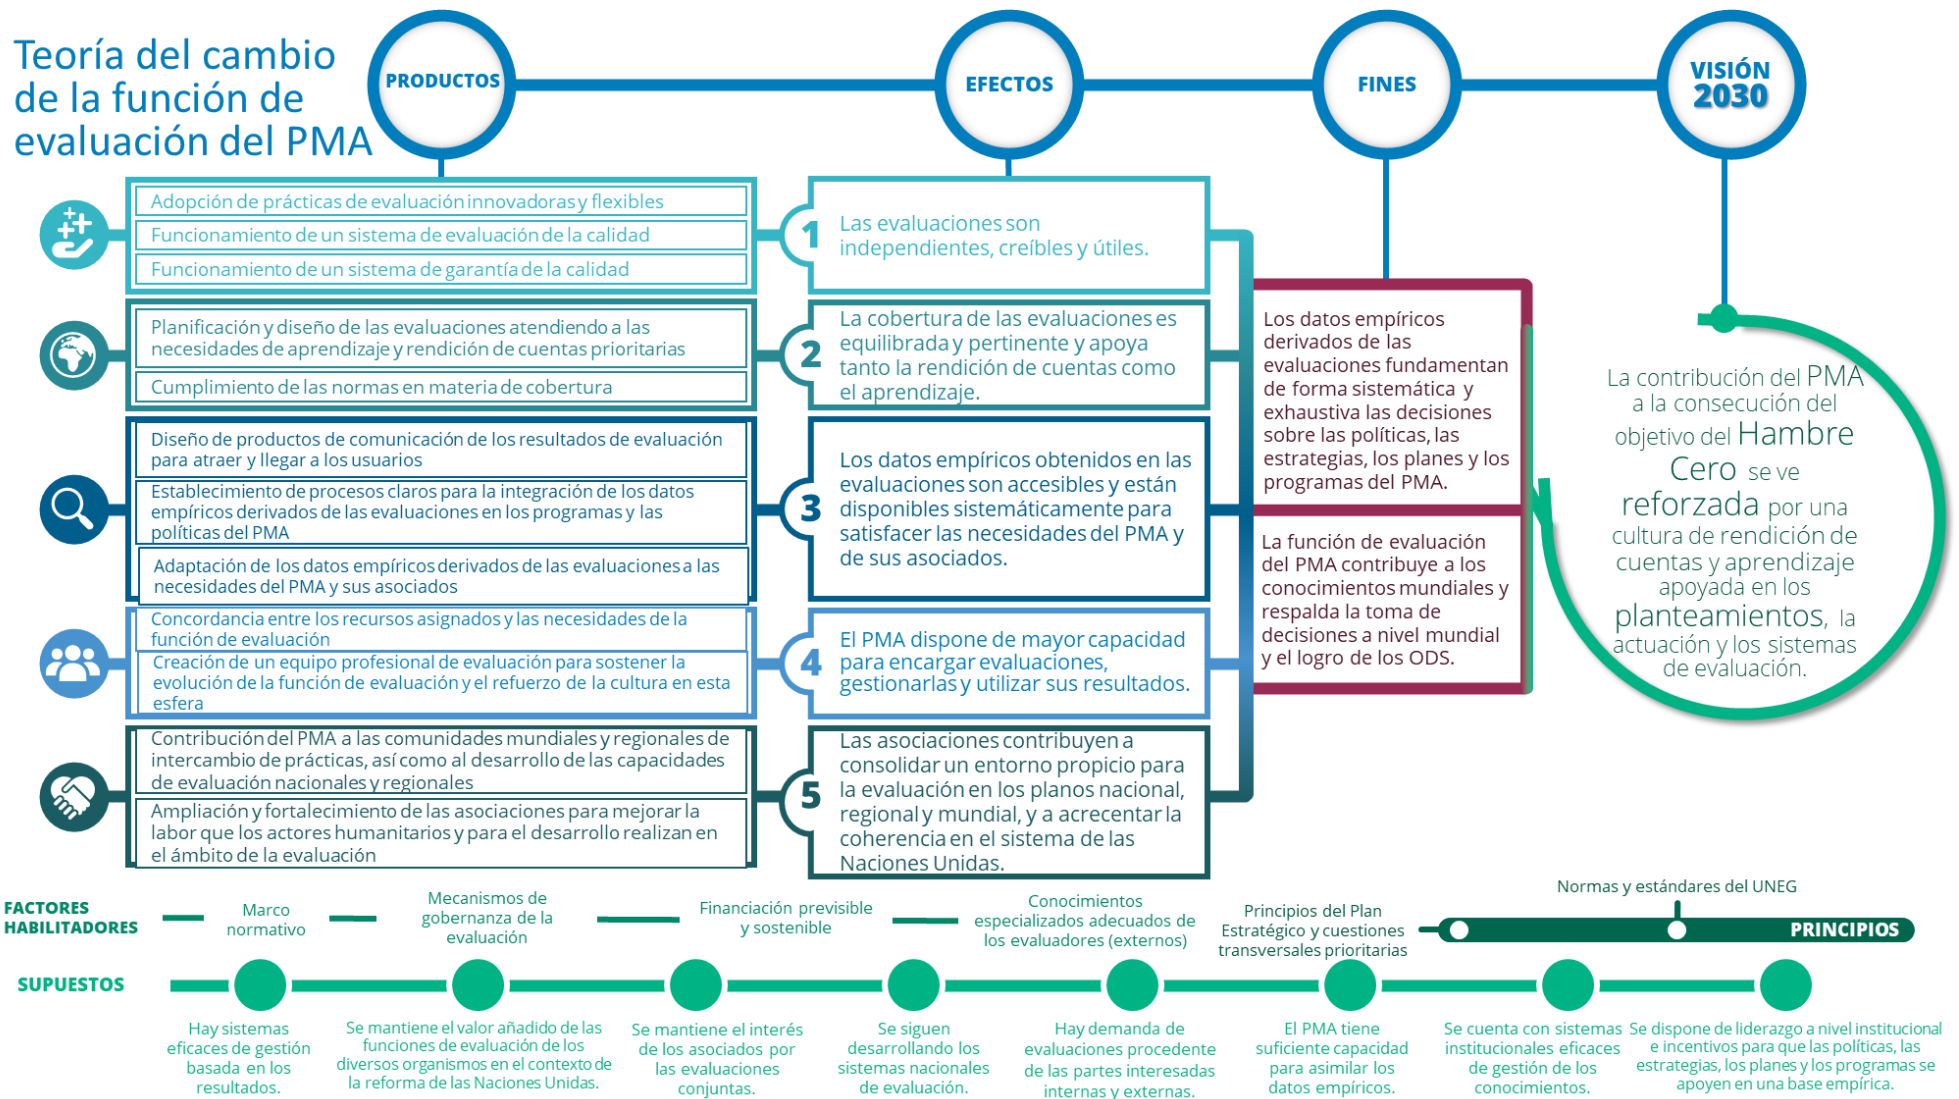 Teoría del cambio
de la función de
evaluación del PMA
PRODUCTOS
EFECTOS
FINES
VISIÓN
2030
Adopción de prácticas de evaluación innovadoras y flexibles
Funcionamiento de un sistema de evaluación de la calidad
Funcionamiento de un sistema de garantía de la calidad
1
Las evaluaciones son
independientes, creíbles y útiles.
Planificación y diseño de las evaluaciones atendiendo a las
necesidades de aprendizaje y rendición de cuentas prioritarias
Cumplimiento de las normas en materia de cobertura
2
La cobertura de las evaluaciones es
equilibrada y pertinente y apoya
tanto la rendición de cuentas como
el aprendizaje.
Diseño de productos de comunicación de los resultados de evaluación
para atraer y llegar a los usuarios
Establecimiento de procesos claros para la integración de los datos
empíricos derivados de las evaluaciones en los programas y las
políticas del PMA
Adaptación de los datos empíricos derivados de las evaluaciones a las
necesidades del PMA y sus asociados
3
Los datos empíricos obtenidos en las
evaluaciones son accesibles y están
disponibles sistemáticamente para
satisfacer las necesidades del PMA y
de sus asociados.
Concordancia entre los recursos asignados y las necesidades de la
función de evaluación
Creación de un equipo profesional de evaluación para sostener la
evolución de la función de evaluación y el refuerzo de la cultura en esta
esfera
4
El PMA dispone de mayor capacidad
para encargar evaluaciones,
gestionarlas y utilizar sus resultados.
Contribución del PMA a las comunidades mundiales y regionales de
intercambio de prácticas, así como al desarrollo de las capacidades
de evaluación nacionales y regionales
Ampliación y fortalecimiento de las asociaciones para mejorar la
labor que los actores humanitarios y para el desarrollo realizan en
el ámbito de la evaluación
5
Las asociaciones contribuyen a
consolidar un entorno propicio para
la evaluación en los planos nacional,
regional y mundial, y a acrecentar la
coherencia en el sistema de las
Naciones Unidas.
Los datos empíricos
derivados de las
evaluaciones fundamentan
de forma sistemática y
exhaustiva las decisiones
sobre las políticas, las
estrategias, los planes y los
programas del PMA.
La función de evaluación
del PMA contribuye a los
conocimientos mundiales y
respalda la toma de
decisiones a nivel mundial
y el logro de los ODS.
La contribución del PMA
a la consecución del
objetivo del Hambre
Cero se ve
reforzada por una
cultura de rendición de
cuentas y aprendizaje
apoyada en los
planteamientos, la
actuación y los sistemas
de evaluación.
FACTORES
HABILITADORES
Marco
normativo
Mecanismos de
gobernanza de la
evaluación
Financiación previsible
y sostenible
Conocimientos
especializados adecuados de
los evaluadores (externos)
Principios del Plan
Estratégico y cuestiones
transversales prioritarias
Normas y estándares del UNEG
PRINCIPIOS
SUPUESTOS
Hay sistemas
eficaces de gestión
basada en los
resultados.
Se mantiene el valor añadido de las
funciones de evaluación de los
diversos organismos en el contexto de
la reforma de las Naciones Unidas.
Se mantiene el interés
de los asociados por
las evaluaciones
conjuntas.
Se siguen
desarrollando los
sistemas nacionales
de evaluación.
Hay demanda de
evaluaciones procedente
de las partes interesadas
internas y externas.
El PMA tiene
suficiente capacidad
para asimilar los
datos empíricos.
Se cuenta con sistemas
institucionales eficaces
de gestión de los
conocimientos.
Se dispone de liderazgo a nivel institucional
e incentivos para que las políticas, las
estrategias, los planes y los programas se
apoyen en una base empírica.